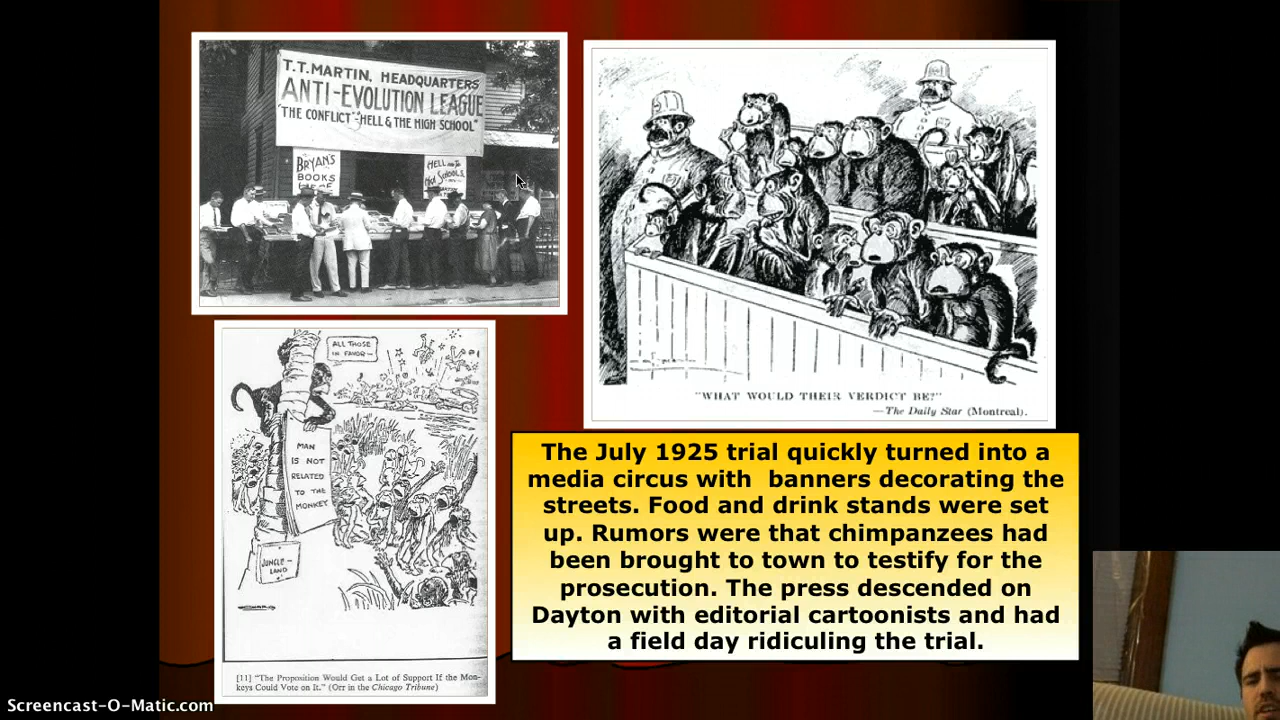 T.T. MARTIN, HEADQUARTERS
ANTI-EVOLUTION LEAGUE
"THE CONFLICT"-"HELL & THE HIGH SCHOOL"
BRYAN'S
BOOKS
HERE
HELL AND THE
HIGH SCHOOLS
ALL THOSE
IN FAVOR—
MAN
IS NOT
RELATED
TO THE
MONKEY
JUNGLE-
LAND
[11] "The Proposition Would Get a Lot of Support If the Mon-
keys Could Vote on It." (Orr in the Chicago Tribune)
"WHAT WOULD THEIR VERDICT BE?"
—The Daily Star (Montreal).
The July 1925 trial quickly turned into a
media circus with  banners decorating the
streets. Food and drink stands were set
up. Rumors were that chimpanzees had
been brought to town to testify for the
prosecution. The press descended on
Dayton with editorial cartoonists and had
a field day ridiculing the trial.
Screencast-O-Matic.com